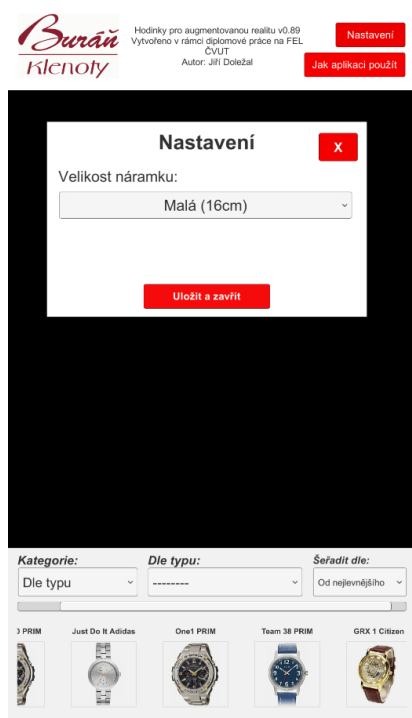 Buráň
Klenoty
Hodinky pro augmentovanou realitu v0.89
Vytvořeno v rámci diplomové práce na FEL
ČVUT
Autor: Jiří Doležal
Nastavení
Jak aplikaci použít
Nastavení
X
Velikost náramku:
Malá (16cm)
Uložit a zavřít
Kategorie:
Dle typu:
Seřadit dle:
Dle typu
--------
Od nejlevnějšího
PRIM
Just Do It Adidas
One1 PRIM
Team 38 PRIM
GRX 1 Citizen